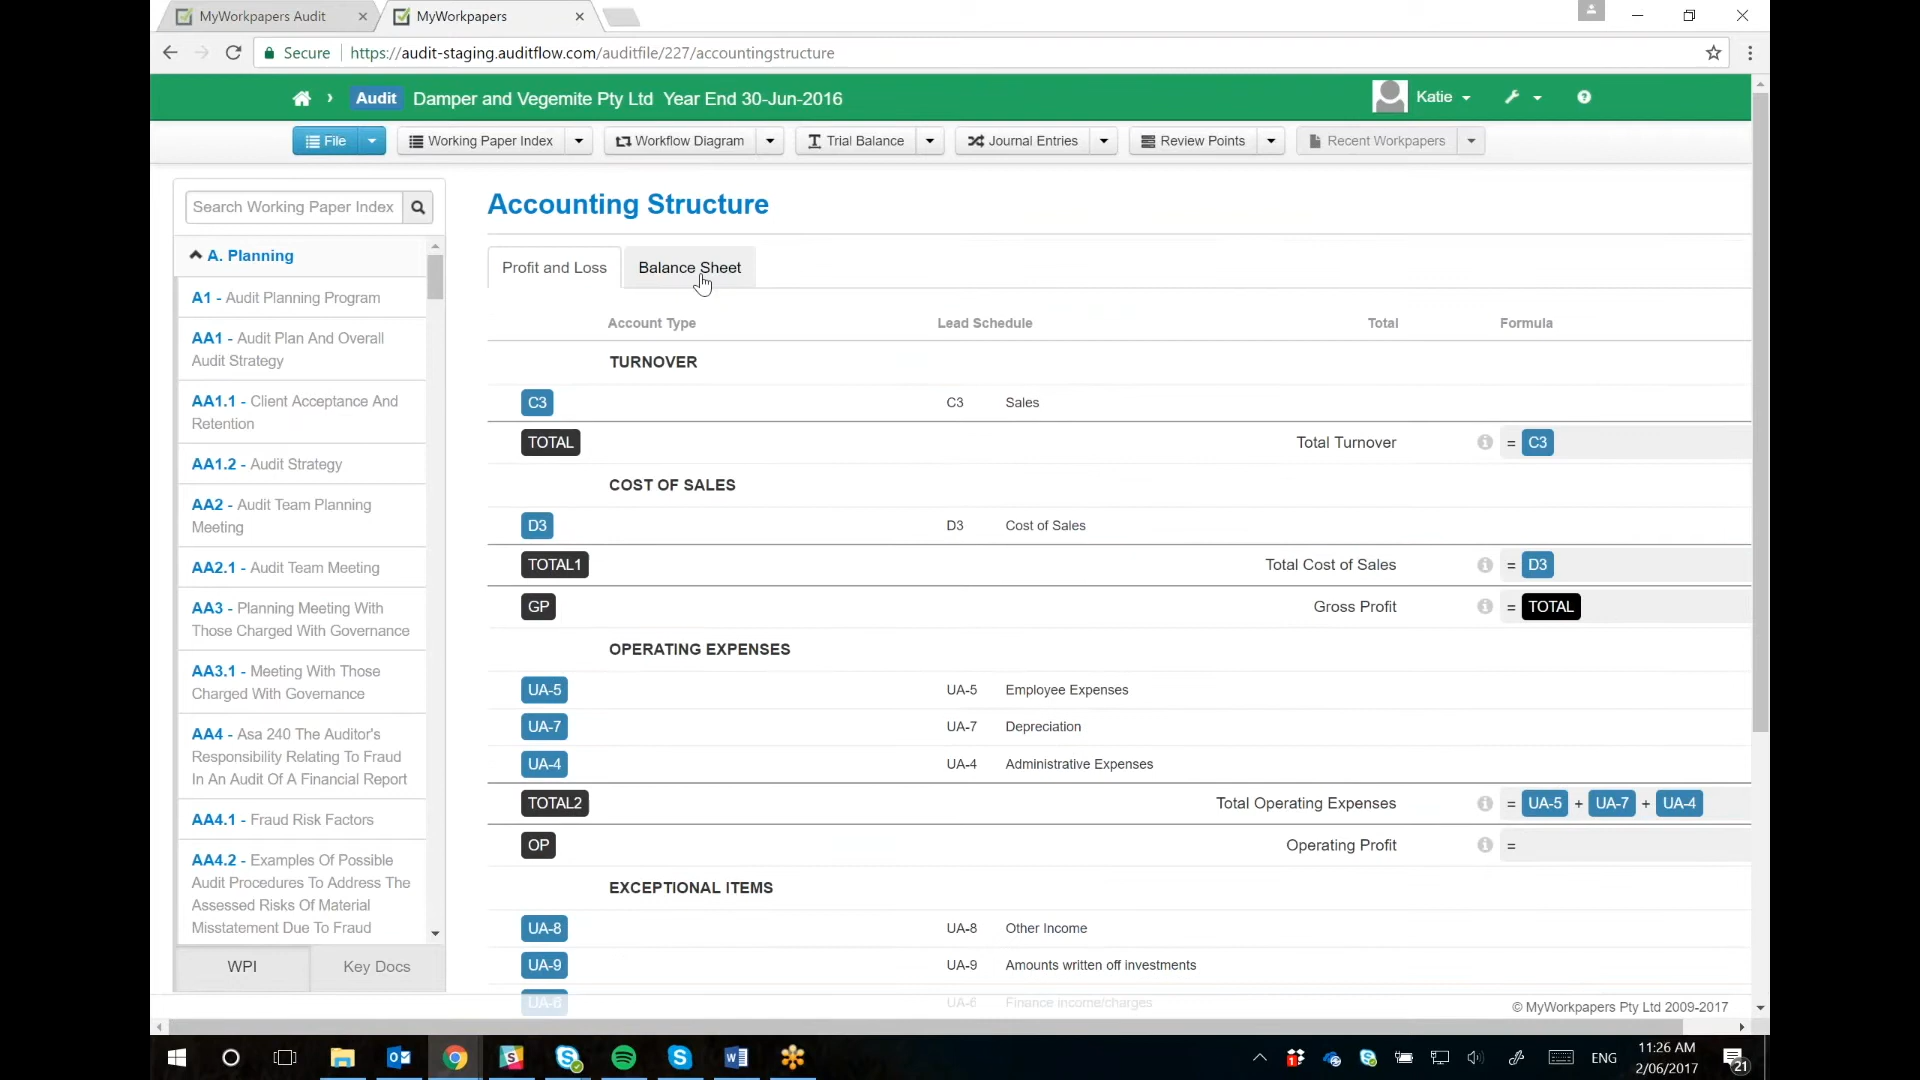 MyWorkpapers Audit
MyWorkpapers
Secure https://audit-staging.auditflow.com/auditfile/227/accountingstructure
Audit Damper and Vegemite Pty Ltd Year End 30-Jun-2016
Katie
File Working Paper Index Workflow Diagram Trial Balance Journal Entries Review Points Recent Workpapers
Search Working Paper Index
A. Planning
A1 - Audit Planning Program
AA1 - Audit Plan And Overall
Audit Strategy
AA1.1 - Client Acceptance And
Retention
AA1.2 - Audit Strategy
AA2 - Audit Team Planning
Meeting
AA2.1 - Audit Team Meeting
AA3 - Planning Meeting With
Those Charged With Governance
AA3.1 - Meeting With Those
Charged With Governance
AA4 - Asa 240 The Auditor's
Responsibility Relating To Fraud
In An Audit Of A Financial Report
AA4.1 - Fraud Risk Factors
AA4.2 - Examples Of Possible
Audit Procedures To Address The
Assessed Risks Of Material
Misstatement Due To Fraud
WPI Key Docs
Accounting Structure
Profit and Loss Balance Sheet
Account Type Lead Schedule Total Formula
TURNOVER
C3 C3 Sales
TOTAL Total Turnover = C3
COST OF SALES
D3 D3 Cost of Sales
TOTAL1 Total Cost of Sales = D3
GP Gross Profit = TOTAL
OPERATING EXPENSES
UA-5 UA-5 Employee Expenses
UA-7 UA-7 Depreciation
UA-4 UA-4 Administrative Expenses
TOTAL2 Total Operating Expenses = UA-5 + UA-7 + UA-4
OP Operating Profit =
EXCEPTIONAL ITEMS
UA-8 UA-8 Other Income
UA-9 UA-9 Amounts written off investments
UA-6 UA-6 Finance income/charges
© MyWorkpapers Pty Ltd 2009-2017
ENG
11:26 AM
2/06/2017
21